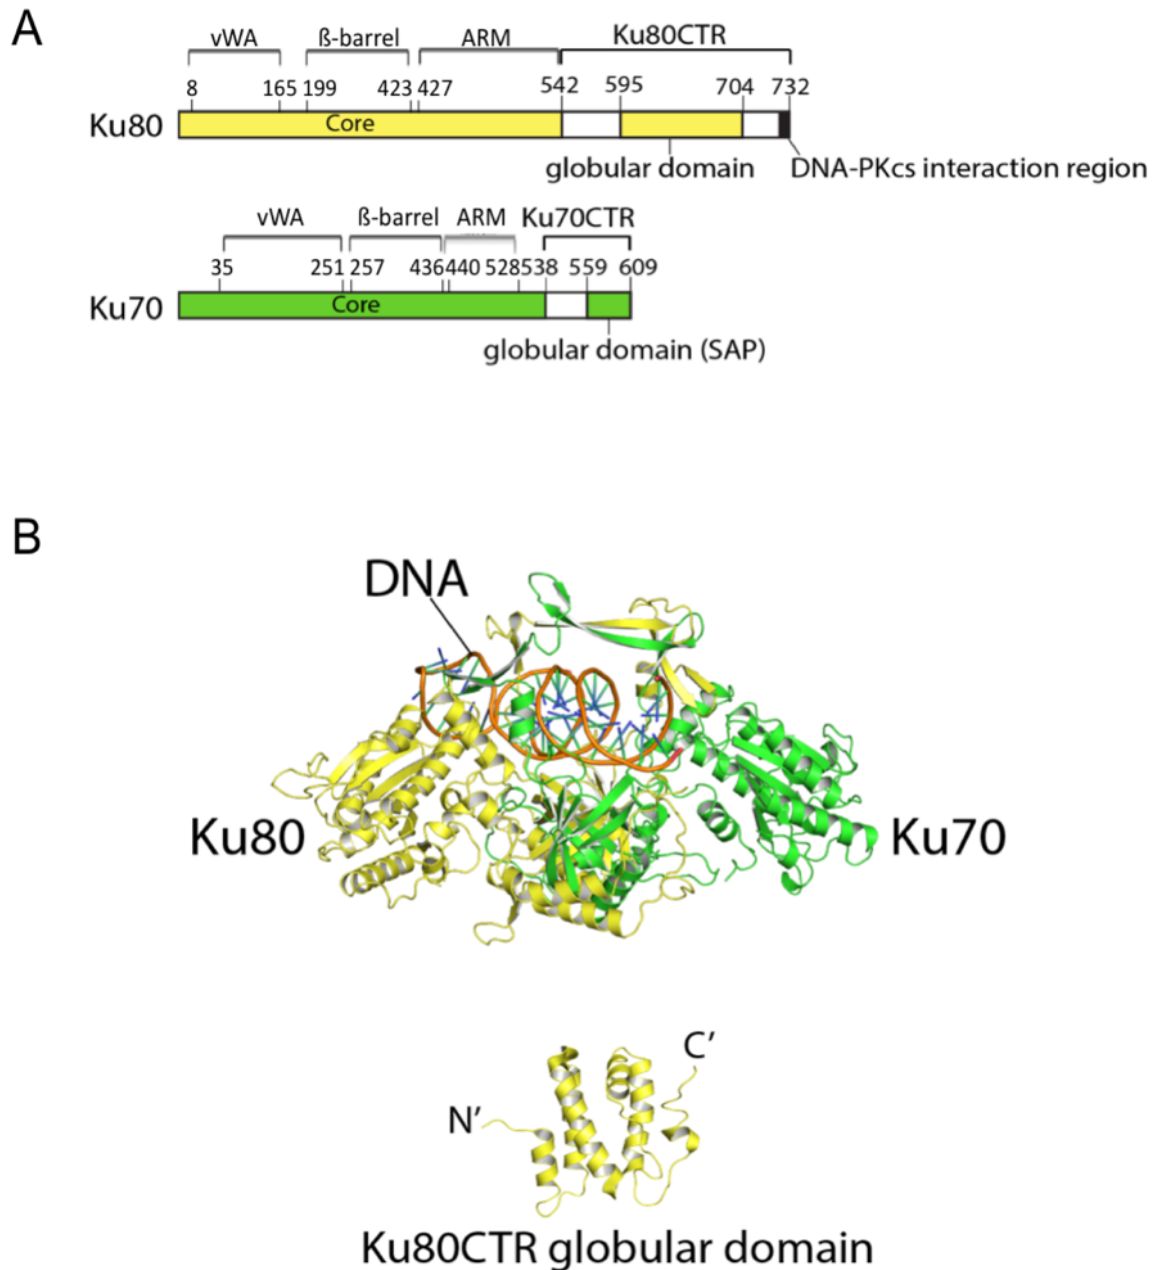 A
vWA ß-barrel ARM Ku80CTR
8 165 199 423 427 542 595 704 732
Ku80 Core
globular domain DNA-PKcs interaction region
vWA ß-barrel ARM Ku70CTR
35 251 257 436 440 528 538 559 609
Ku70 Core
globular domain (SAP)
B
DNA
Ku80 Ku70
C’
N’
Ku80CTR globular domain